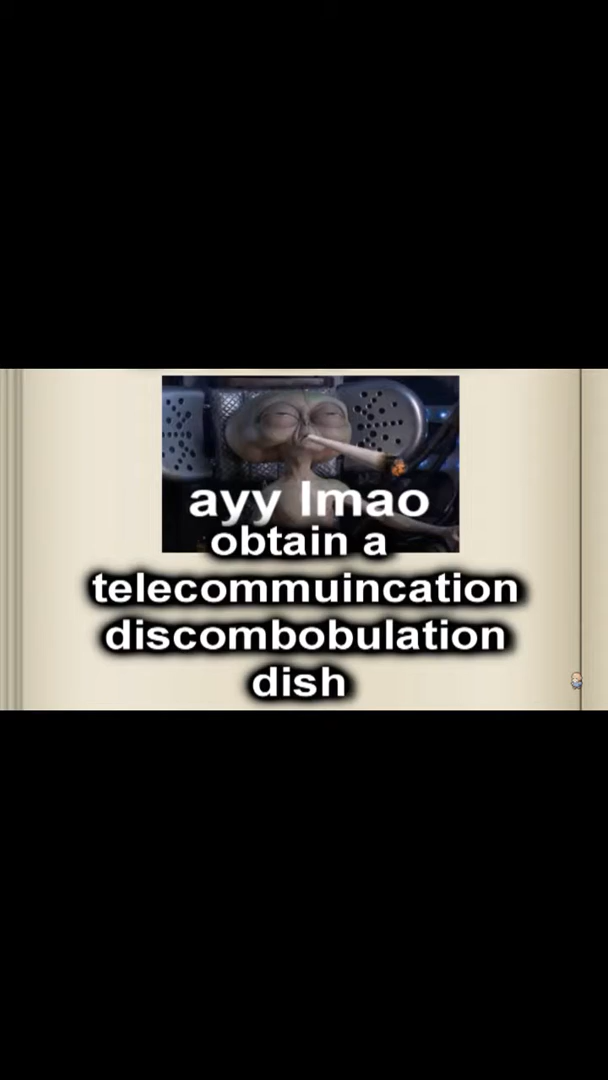 ayy lmao
obtain a
telecommuincation
discombobulation
dish